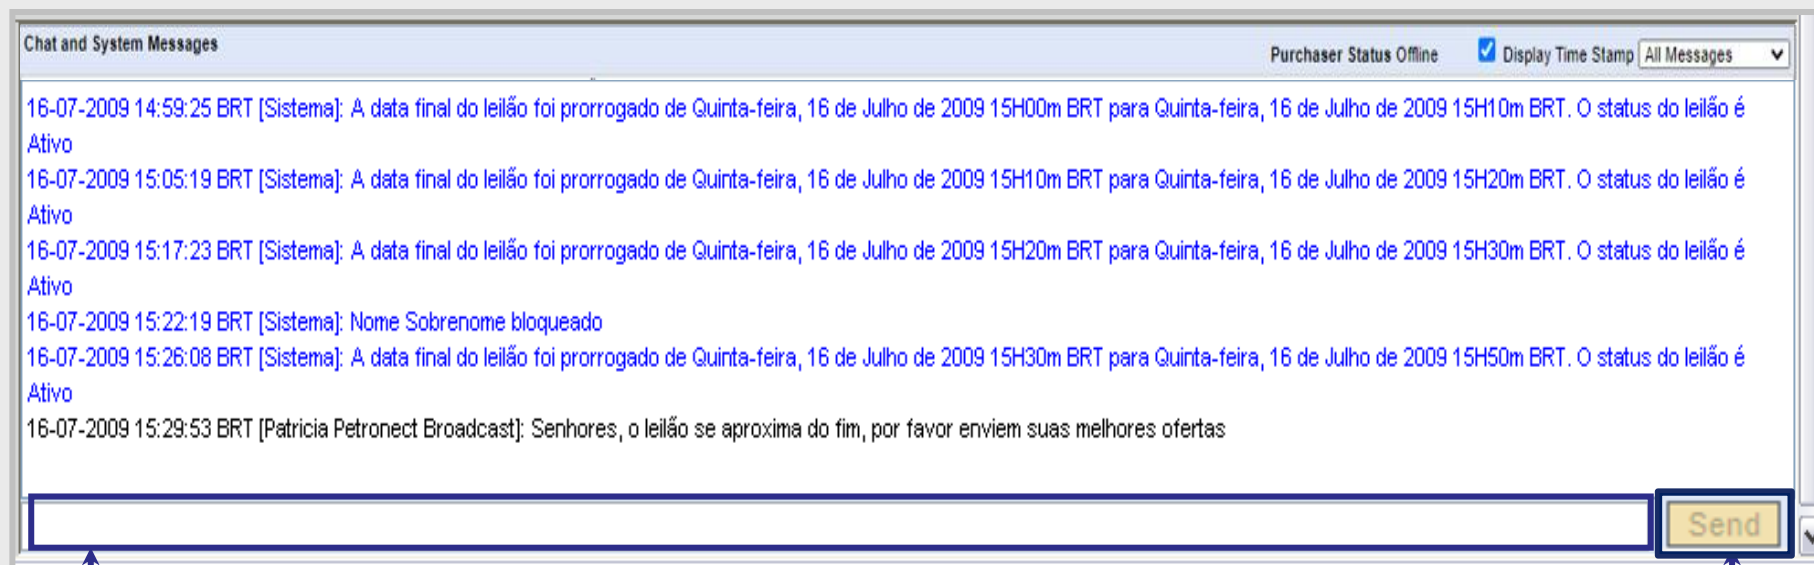 Chat and System Messages
Purchaser Status Offline
Display Time Stamp
All Messages
16-07-2009 14:59:25 BRT [Sistema]: A data final do leilão foi prorrogado de Quinta-feira, 16 de Julho de 2009 15H00m BRT para Quinta-feira, 16 de Julho de 2009 15H10m BRT. O status do leilão é
Ativo
16-07-2009 15:05:19 BRT [Sistema]: A data final do leilão foi prorrogado de Quinta-feira, 16 de Julho de 2009 15H10m BRT para Quinta-feira, 16 de Julho de 2009 15H20m BRT. O status do leilão é
Ativo
16-07-2009 15:17:23 BRT [Sistema]: A data final do leilão foi prorrogado de Quinta-feira, 16 de Julho de 2009 15H20m BRT para Quinta-feira, 16 de Julho de 2009 15H30m BRT. O status do leilão é
Ativo
16-07-2009 15:22:19 BRT [Sistema]: Nome Sobrenome bloqueado
16-07-2009 15:26:08 BRT [Sistema]: A data final do leilão foi prorrogado de Quinta-feira, 16 de Julho de 2009 15H30m BRT para Quinta-feira, 16 de Julho de 2009 15H50m BRT. O status do leilão é
Ativo
16-07-2009 15:29:53 BRT [Patricia Petronect Broadcast]: Senhores, o leilão se aproxima do fim, por favor enviem suas melhores ofertas
Send